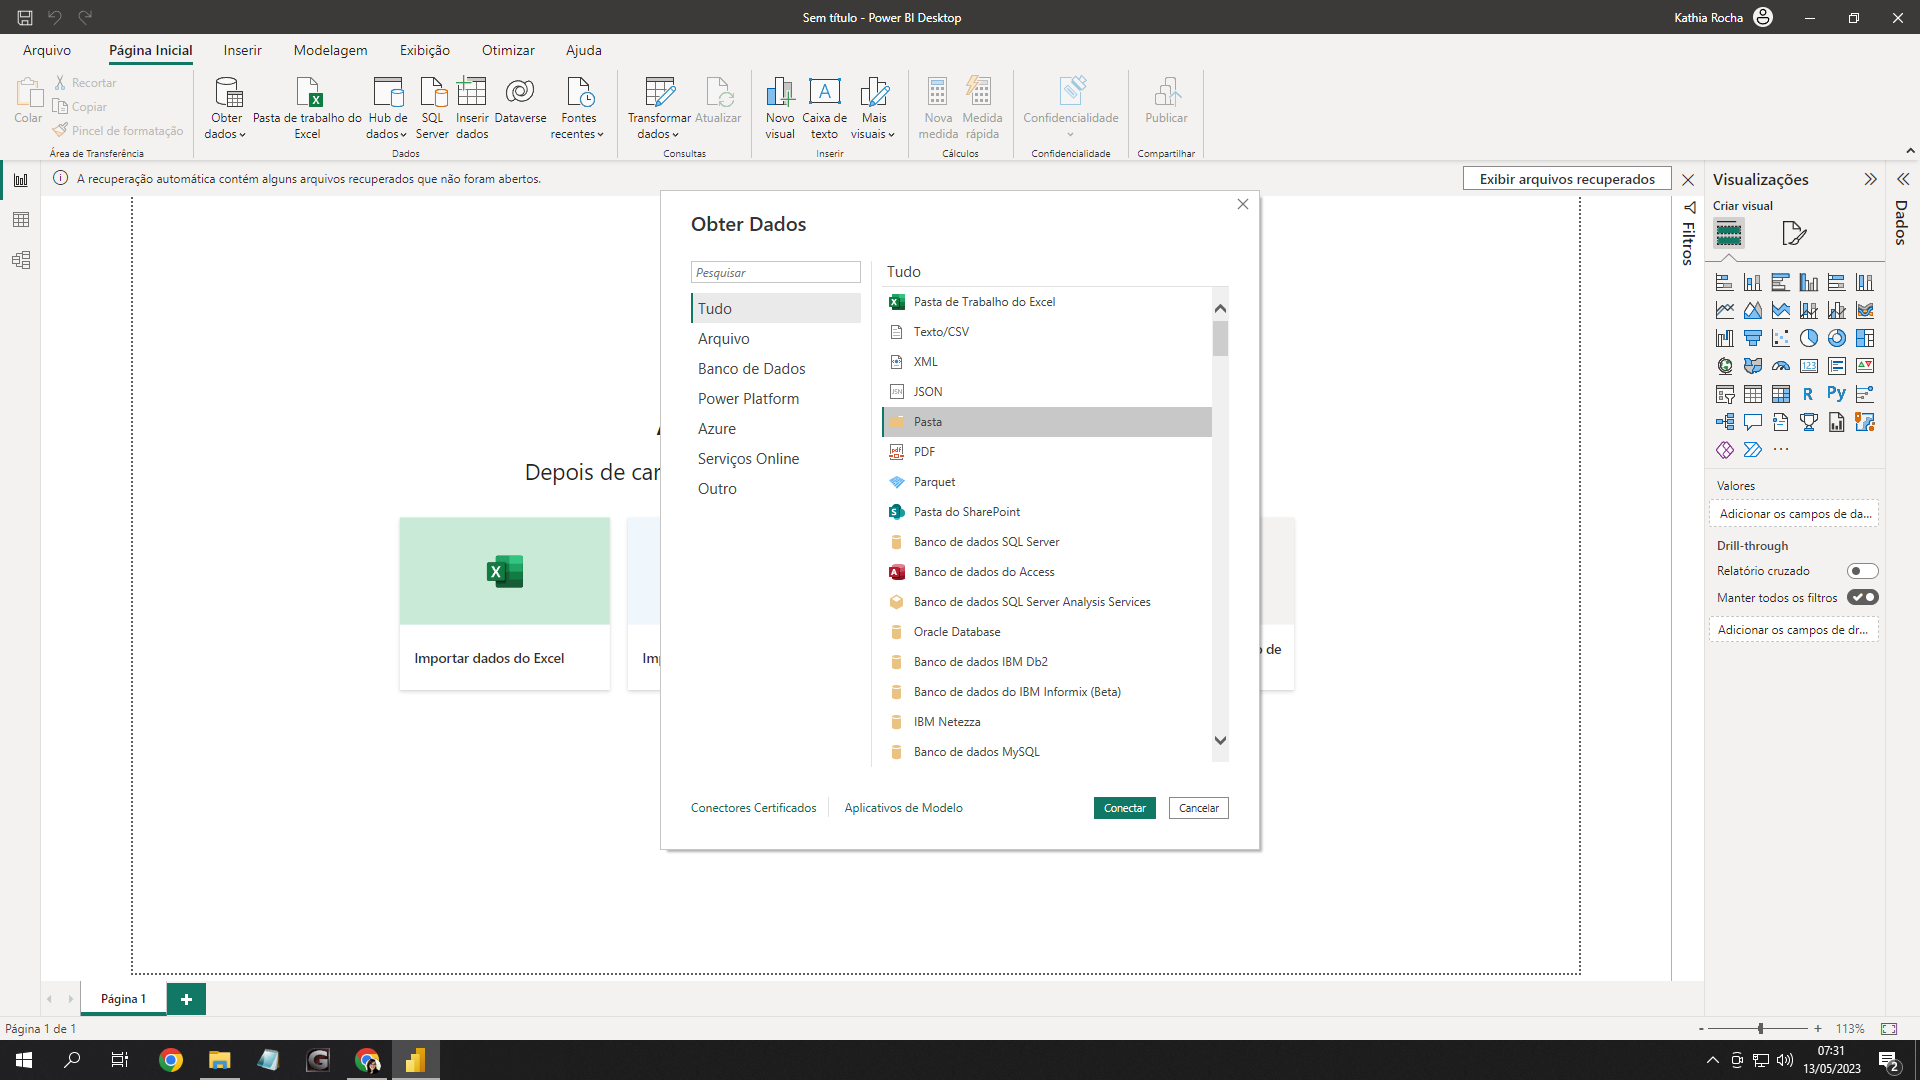 Sem título - Power BI Desktop
Kathia Rocha
Arquivo
Página Inicial
Inserir
Modelagem
Exibição
Otimizar
Ajuda
Colar
Recortar
Copiar
Pincel de formatação
Área de Transferência
Obter dados
Pasta de trabalho do Excel
Hub de dados
SQL Server
Inserir dados
Dataverse
Fontes recentes
Dados
Transformar dados
Atualizar
Consultas
Novo visual
Caixa de texto
Mais visuais
Inserir
Nova medida
Medida rápida
Cálculos
Confidencialidade
Confidencialidade
Publicar
Compartilhar
A recuperação automática contém alguns arquivos recuperados que não foram abertos.
Exibir arquivos recuperados
Obter Dados
Pesquisar
Tudo
Arquivo
Banco de Dados
Power Platform
Azure
Serviços Online
Outro
Tudo
Pasta de Trabalho do Excel
Texto/CSV
XML
JSON
Pasta
PDF
Parquet
Pasta do SharePoint
Banco de dados SQL Server
Banco de dados do Access
Banco de dados SQL Server Analysis Services
Oracle Database
Banco de dados IBM Db2
Banco de dados do IBM Informix (Beta)
IBM Netezza
Banco de dados MySQL
Conectores Certificados
Aplicativos de Modelo
Conectar
Cancelar
Depois de car
Importar dados do Excel
Im
de
Filtros
Visualizações
Criar visual
R
Py
Valores
Adicionar os campos de da...
Drill-through
Relatório cruzado
Manter todos os filtros
Adicionar os campos de dr...
Dados
Página 1
Página 1 de 1
- + 113%
07:31
13/05/2023
2